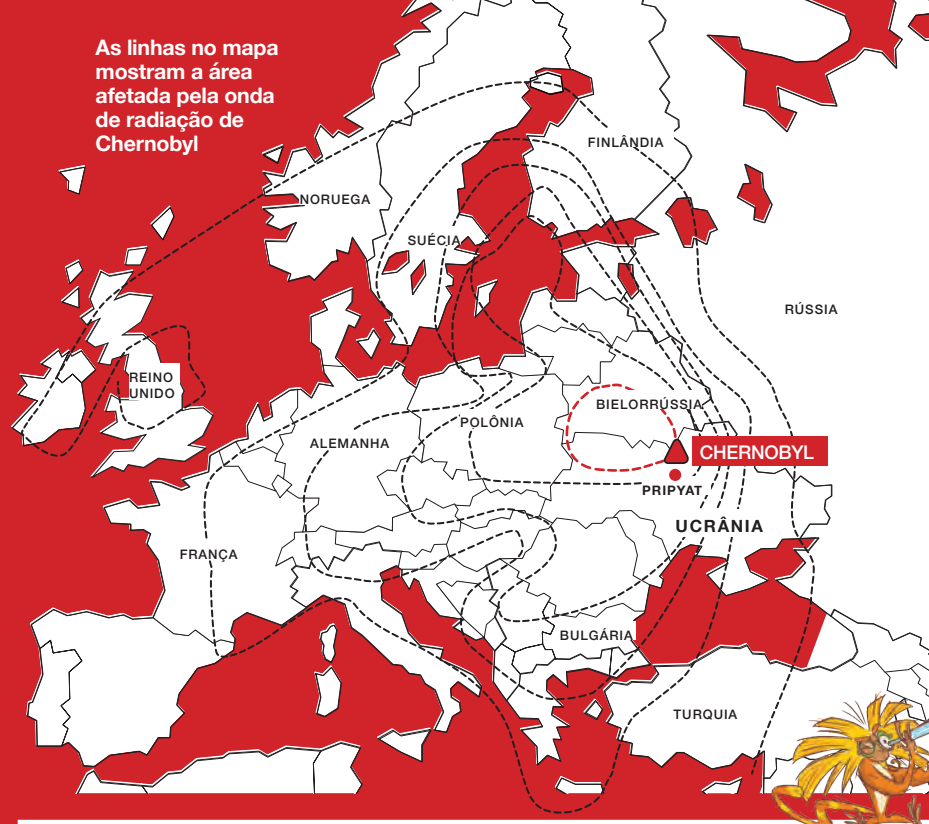 As linhas no mapa
mostram a área
afetada pela onda
de radiação de
Chernobyl
FINLÂNDIA
NORUEGA
SUÉCIA
RÚSSIA
REINO
UNIDO
BIELORRÚSSIA
POLÔNIA
ALEMANHA
CHERNOBYL
PRIPYAT
UCRÂNIA
FRANÇA
BULGÁRIA
TURQUIA